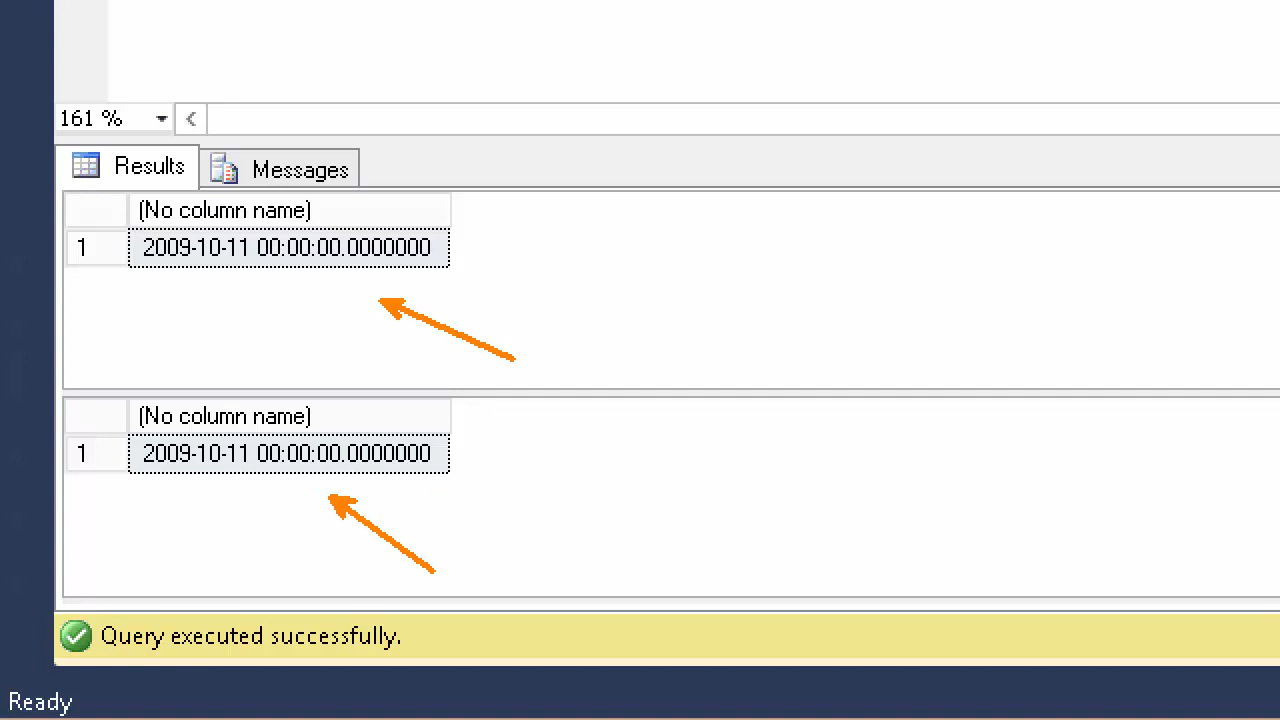 161 %
Results Messages
(No column name)
1 2009-10-11 00:00:00.0000000
(No column name)
1 2009-10-11 00:00:00.0000000
Query executed successfully.
Ready